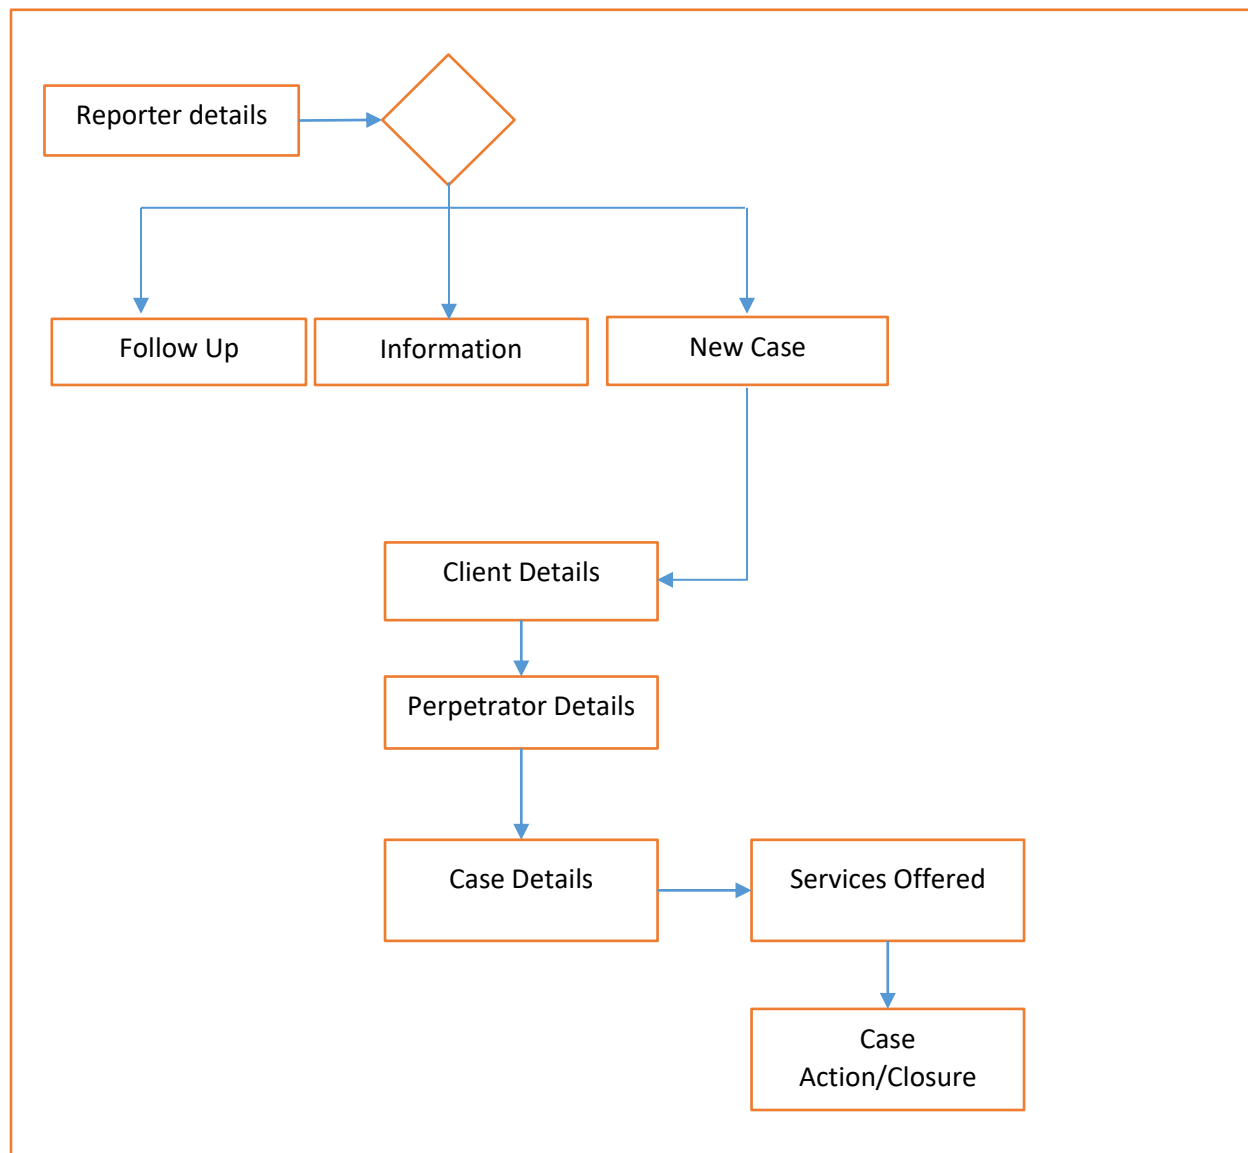 Reporter details
Follow Up
Information
New Case
Client Details
Perpetrator Details
Case Details
Services Offered
Case
Action/Closure